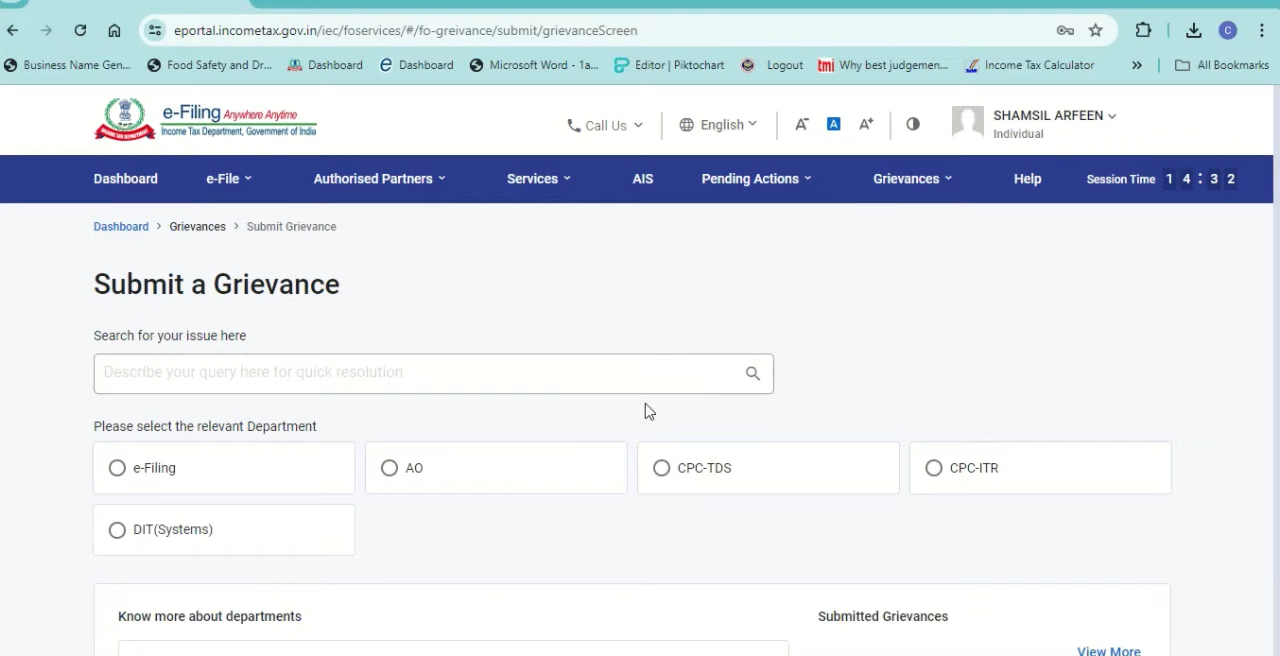 eportal.incometax.gov.in/iec/foservices/#/fo-greivance/submit/grievanceScreen
C
Business Name Gen... Food Safety and Dr... Dashboard Dashboard Microsoft Word - 1a... Editor | Piktochart Logout tmi Why best judgemen... Income Tax Calculator » All Bookmarks
e-Filing Anywhere Anytime
Income Tax Department, Government of India
Call Us English A- A A+ SHAMSIL ARFEEN
Individual
Dashboard e-File Authorised Partners Services AIS Pending Actions Grievances Help Session Time 1 4 : 3 2
Dashboard > Grievances > Submit Grievance
Submit a Grievance
Search for your issue here
Describe your query here for quick resolution
Please select the relevant Department
e-Filing AO CPC-TDS CPC-ITR
DIT(Systems)
Know more about departments Submitted Grievances
View More